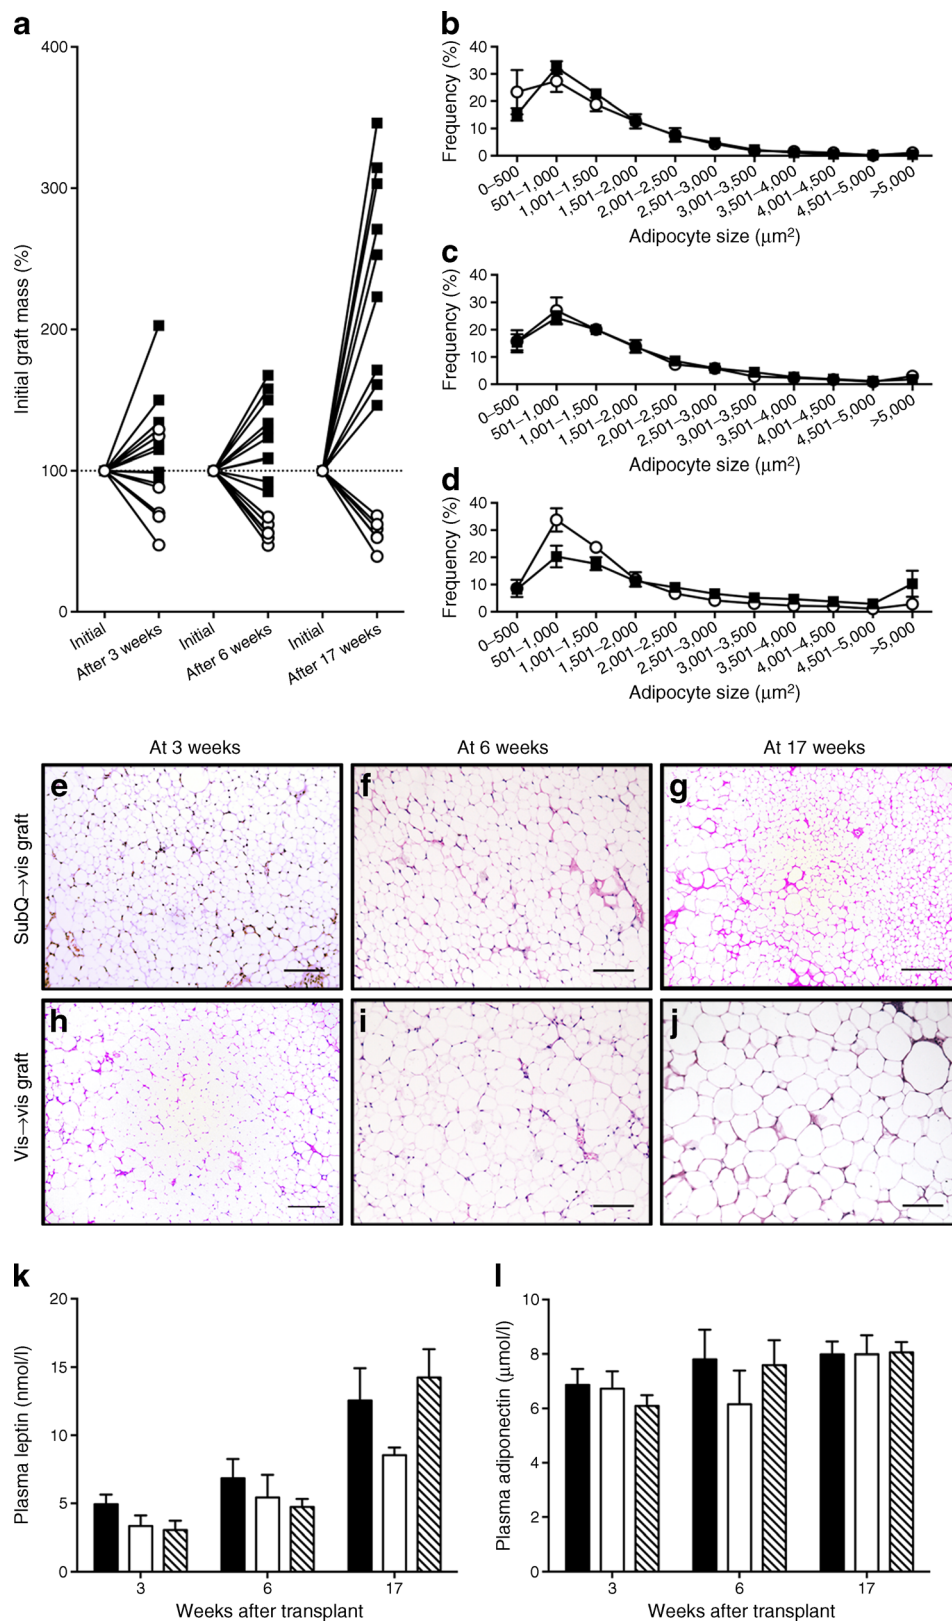 a
Initial graft mass (%)
400
300
200
100
0
Initial
After 3 weeks
Initial
After 6 weeks
Initial
After 17 weeks
b
Frequency (%)
40
30
20
10
0
0–500
501–1,000
1,001–1,500
1,501–2,000
2,001–2,500
2,501–3,000
3,001–3,500
3,501–4,000
4,001–4,500
4,501–5,000
>5,000
Adipocyte size (μm²)
c
Frequency (%)
40
30
20
10
0
0–500
501–1,000
1,001–1,500
1,501–2,000
2,001–2,500
2,501–3,000
3,001–3,500
3,501–4,000
4,001–4,500
4,501–5,000
>5,000
Adipocyte size (μm²)
d
Frequency (%)
40
30
20
10
0
0–500
501–1,000
1,001–1,500
1,501–2,000
2,001–2,500
2,501–3,000
3,001–3,500
3,501–4,000
4,001–4,500
4,501–5,000
>5,000
Adipocyte size (μm²)
At 3 weeks
At 6 weeks
At 17 weeks
SubQ→vis graft
e
f
g
Vis→vis graft
h
i
j
k
Plasma leptin (nmol/l)
20
15
10
5
0
3
6
17
Weeks after transplant
l
Plasma adiponectin (μmol/l)
10
8
6
4
2
0
3
6
17
Weeks after transplant